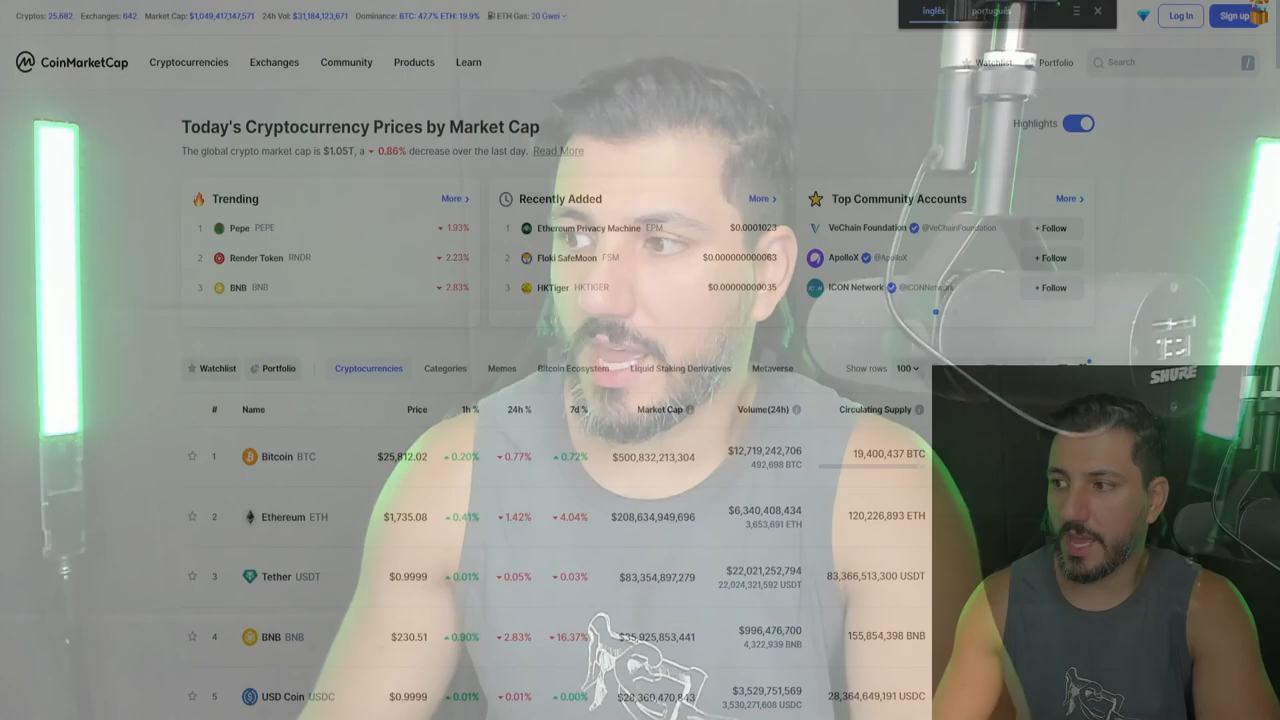 Cryptos: 25,682 Exchanges: 642 Market Cap: $1,049,417,147,571 24h Vol: $31,184,123,671 Dominance: BTC: 47.7% ETH: 19.9% ETH Gas: 20 Gwei
inglês português
Log In Sign up
CoinMarketCap Cryptocurrencies Exchanges Community Products Learn Watchlist Portfolio Search /
Today's Cryptocurrency Prices by Market Cap
Highlights
The global crypto market cap is $1.05T, a 0.86% decrease over the last day. Read More
Trending More
1 Pepe PEPE 1.93%
2 Render Token RNDR 2.23%
3 BNB BNB 2.83%
Recently Added More
1 Ethereum Privacy Machine EPM $0.0001023
2 Floki SafeMoon FSM $0.000000000063
3 HKTiger HKTIGER $0.00000000035
Top Community Accounts More
VeChain Foundation @VeChainFoundation + Follow
ApolloX @ApolloX + Follow
ICON Network @ICONNetwork + Follow
SHURE
Watchlist Portfolio Cryptocurrencies Categories Memes Bitcoin Ecosystem Liquid Staking Derivatives Metaverse Show rows 100
# Name Price 1h % 24h % 7d % Market Cap Volume(24h) Circulating Supply
1 Bitcoin BTC $25,812.02 0.20% 0.77% 0.72% $500,832,213,304 $12,719,242,706 19,400,437 BTC
492,698 BTC
2 Ethereum ETH $1,735.08 0.41% 1.42% 4.04% $208,634,949,696 $6,340,408,434 120,226,893 ETH
3,653,691 ETH
3 Tether USDT $0.9999 0.01% 0.05% 0.03% $83,354,897,279 $22,021,252,794 83,366,513,300 USDT
22,024,321,592 USDT
4 BNB BNB $230.51 0.90% 2.83% 16.37% $35,925,853,441 $996,476,700 155,854,398 BNB
4,322,939 BNB
5 USD Coin USDC $0.9999 0.01% 0.01% 0.00% $28,360,470,843 $3,529,751,569 28,364,649,191 USDC
3,530,271,608 USDC